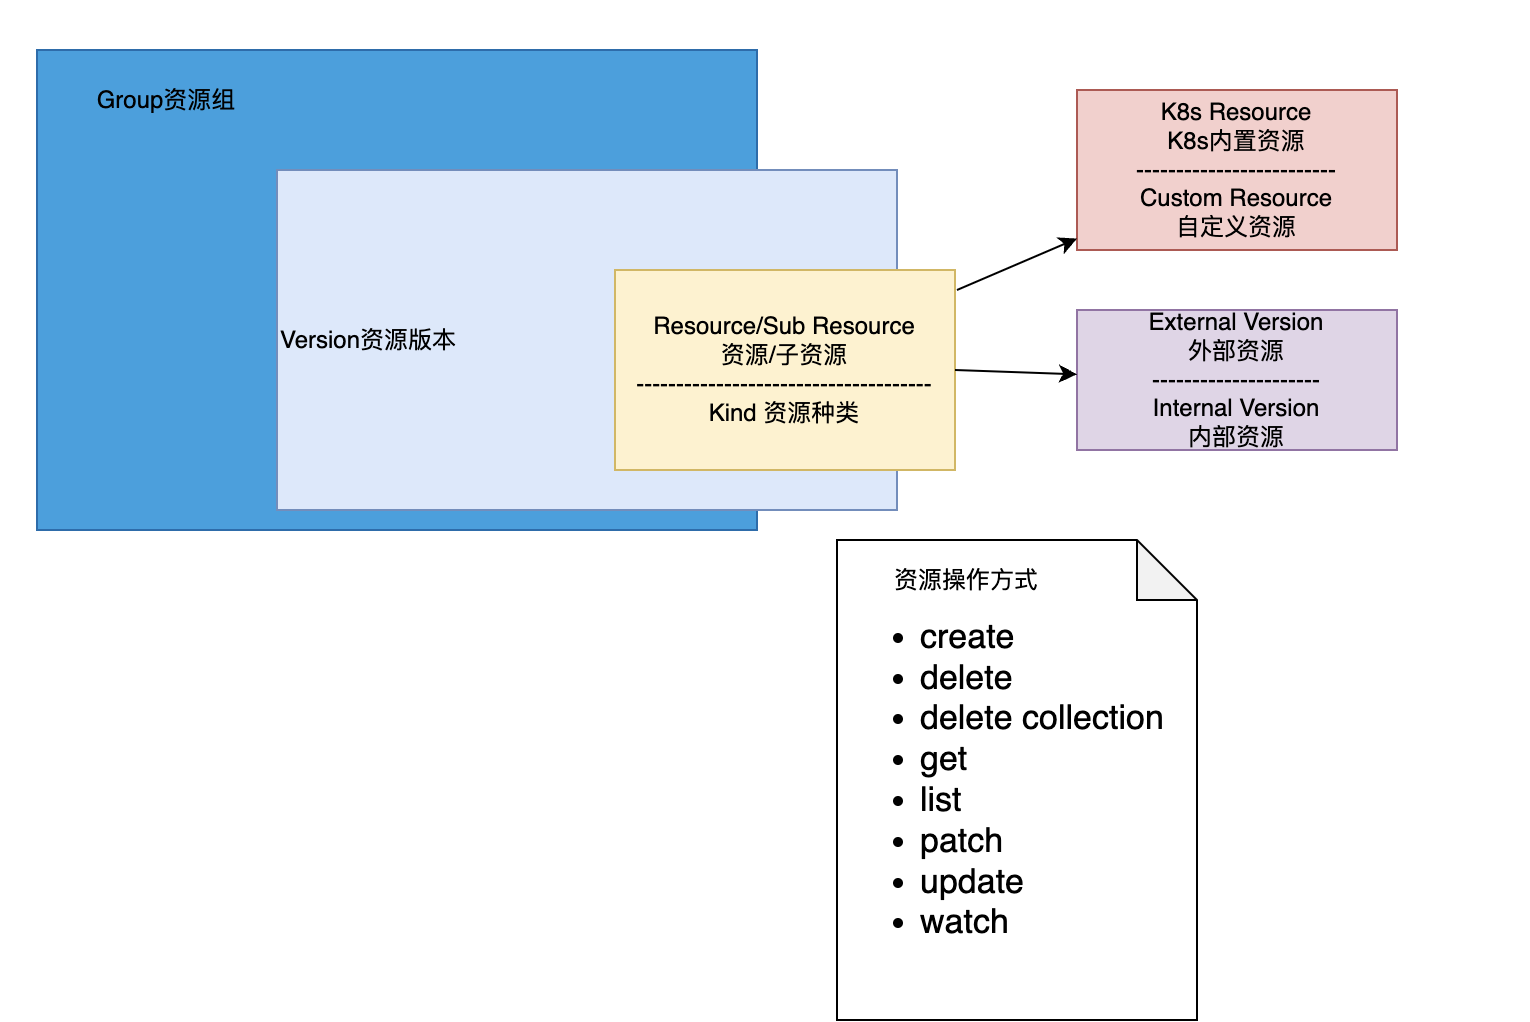 Group资源组
Version资源版本
Resource/Sub Resource
资源/子资源
-------------------------------------
Kind 资源种类
K8s Resource
K8s内置资源
-------------------------
Custom Resource
自定义资源
External Version
外部资源
---------------------
Internal Version
内部资源
资源操作方式
• create
• delete
• delete collection
• get
• list
• patch
• update
• watch